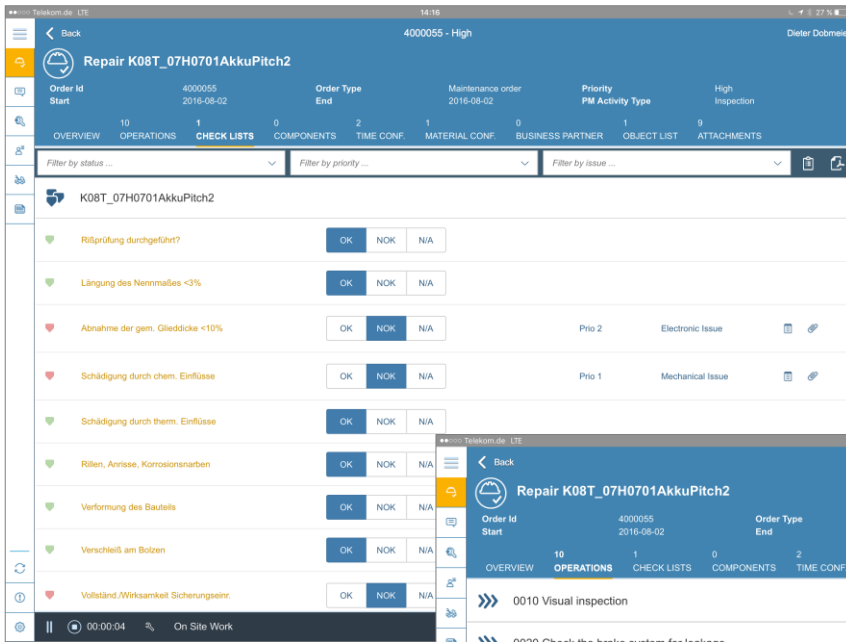 Telekom.de LTE 14:16 27 %
Back 4000055 - High Dieter Dobmeie
Repair K08T_07H0701AkkuPitch2
Order Id 4000055 Order Type Maintenance order Priority High
Start 2016-08-02 End 2016-08-02 PM Activity Type Inspection
10 1 0 2 1 0 1 9
OVERVIEW OPERATIONS CHECK LISTS COMPONENTS TIME CONF. MATERIAL CONF. BUSINESS PARTNER OBJECT LIST ATTACHMENTS
Filter by status ... Filter by priority ... Filter by issue ...
K08T_07H0701AkkuPitch2
Rißprüfung durchgeführt? OK NOK N/A
Längung des Nennmaßes <3% OK NOK N/A
Abnahme der gem. Glieddicke <10% OK NOK N/A Prio 2 Electronic Issue
Schädigung durch chem. Einflüsse OK NOK N/A Prio 1 Mechanical Issue
Schädigung durch therm. Einflüsse OK NOK N/A
Rillen, Anrisse, Korrosionsnarben OK NOK N/A
Verformung des Bauteils OK NOK N/A
Verschleiß am Bolzen OK NOK N/A
Vollständ./Wirksamkeit Sicherungseinr. OK NOK N/A
00:00:04 On Site Work
Telekom.de LTE
Back
Repair K08T_07H0701AkkuPitch2
Order Id 4000055 Order Type
Start 2016-08-02 End
10 1 0 2
OVERVIEW OPERATIONS CHECK LISTS COMPONENTS TIME CONF
0010 Visual inspection
0020 Check the brake system for leakage